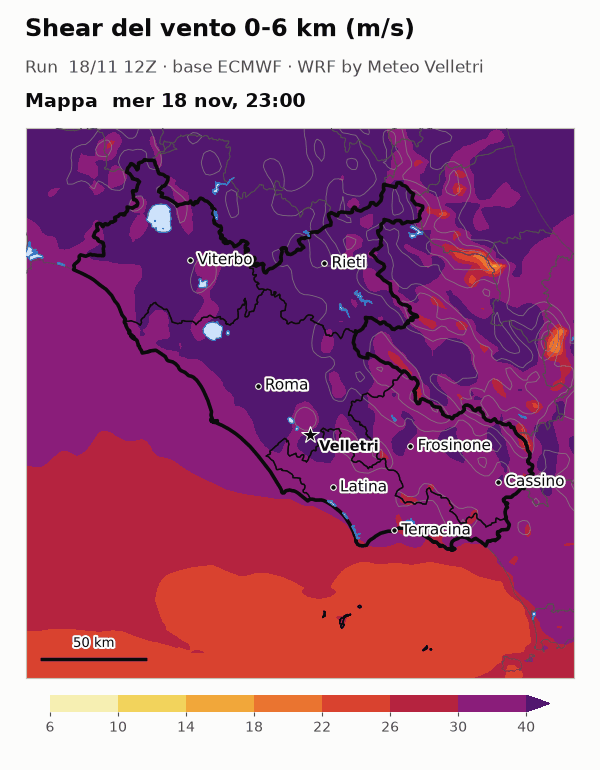 Shear del vento 0-6 km (m/s)
Run  18/11 12Z · base ECMWF · WRF by Meteo Velletri
Mappa  mer 18 nov, 23:00
Viterbo
Rieti
Roma
Velletri
Frosinone
Latina
Cassino
Terracina
50 km
6 10 14 18 22 26 30 40